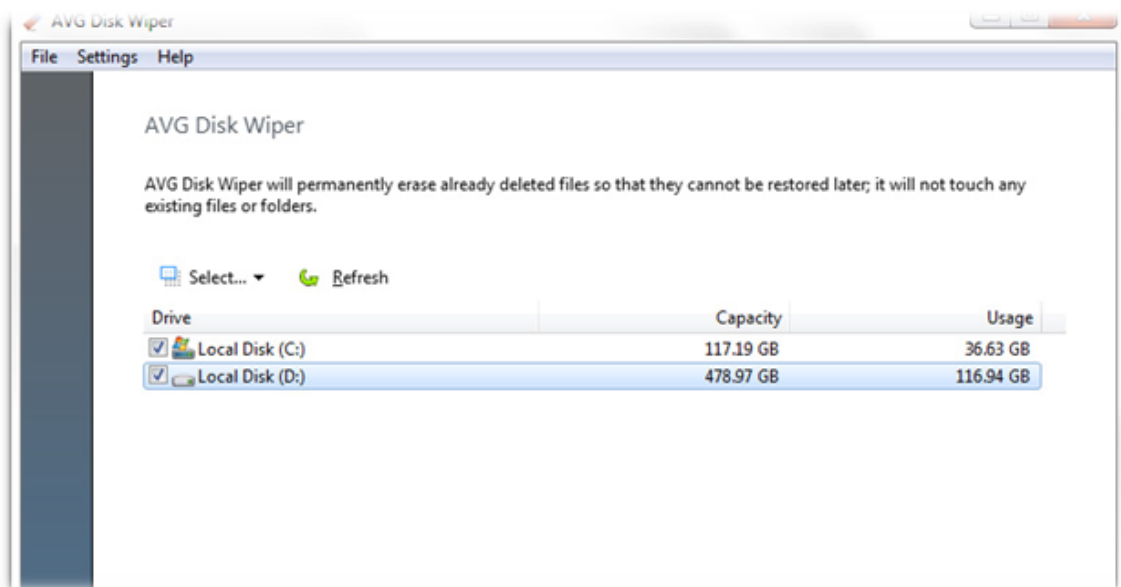 AVG Disk Wiper
File Settings Help
AVG Disk Wiper
AVG Disk Wiper will permanently erase already deleted files so that they cannot be restored later; it will not touch any
existing files or folders.
Select... Refresh
Drive Capacity Usage
Local Disk (C:) 117.19 GB 36.63 GB
Local Disk (D:) 478.97 GB 116.94 GB